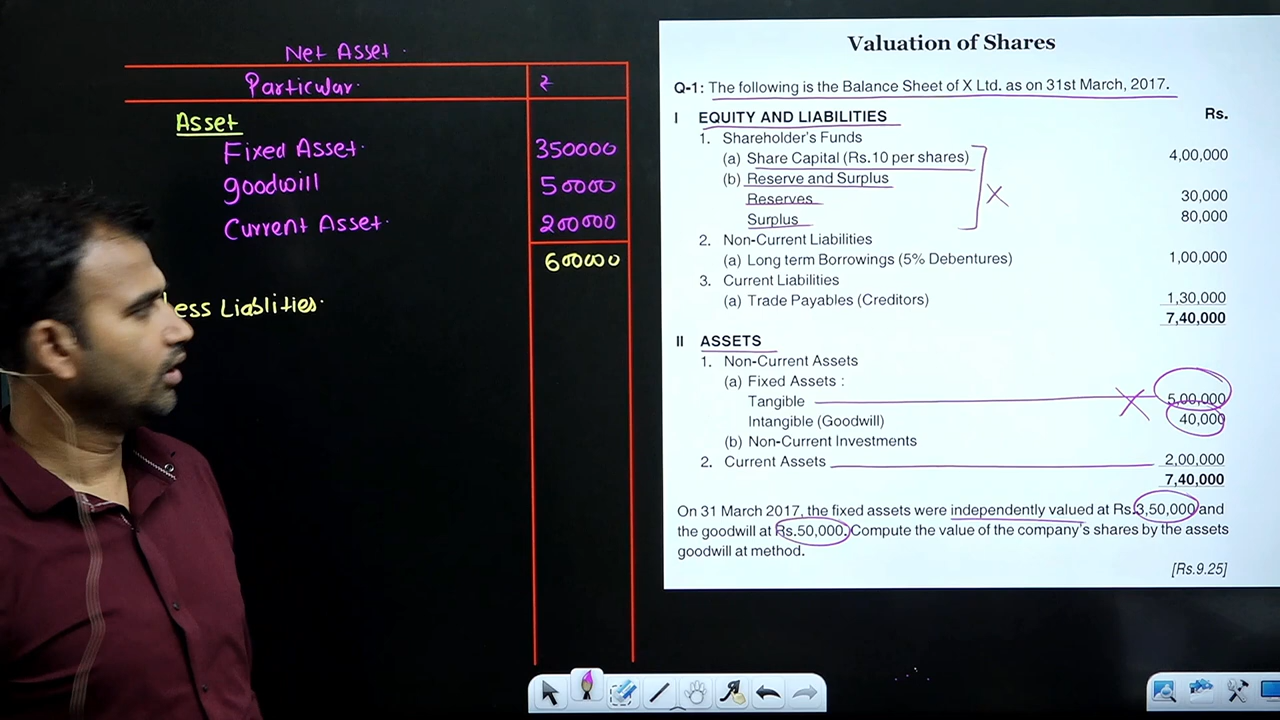 Net Asset.
Particular. ₹
Asset
Fixed Asset. 350000
goodwill 50000
Current Asset. 200000
600000
ess Liablities.
Valuation of Shares
Q-1: The following is the Balance Sheet of X Ltd. as on 31st March, 2017.
I EQUITY AND LIABILITIES Rs.
1. Shareholder's Funds
(a) Share Capital (Rs.10 per shares) 4,00,000
(b) Reserve and Surplus
Reserves 30,000
Surplus 80,000
2. Non-Current Liabilities
(a) Long term Borrowings (5% Debentures) 1,00,000
3. Current Liabilities
(a) Trade Payables (Creditors) 1,30,000
7,40,000
II ASSETS
1. Non-Current Assets
(a) Fixed Assets :
Tangible 5,00,000
Intangible (Goodwill) 40,000
(b) Non-Current Investments
2. Current Assets 2,00,000
7,40,000
On 31 March 2017, the fixed assets were independently valued at Rs.3,50,000 and
the goodwill at Rs.50,000. Compute the value of the company's shares by the assets
goodwill at method.
[Rs.9.25]